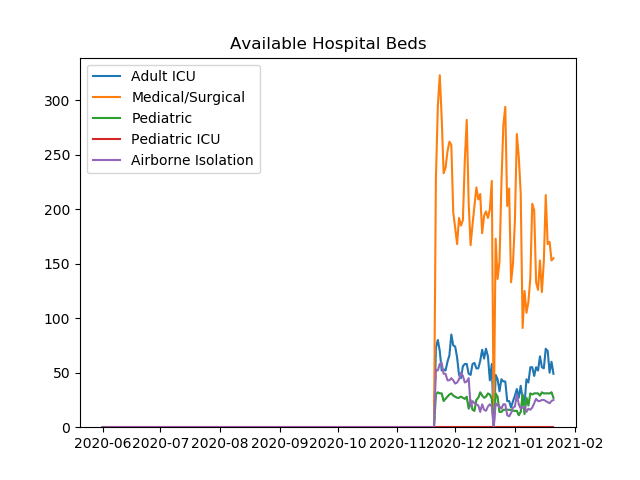 Available Hospital Beds
Adult ICU
Medical/Surgical
Pediatric
Pediatric ICU
Airborne Isolation
300
250
200
150
100
50
0
2020-06 2020-07 2020-08 2020-09 2020-10 2020-11 2020-12 2021-01 2021-02